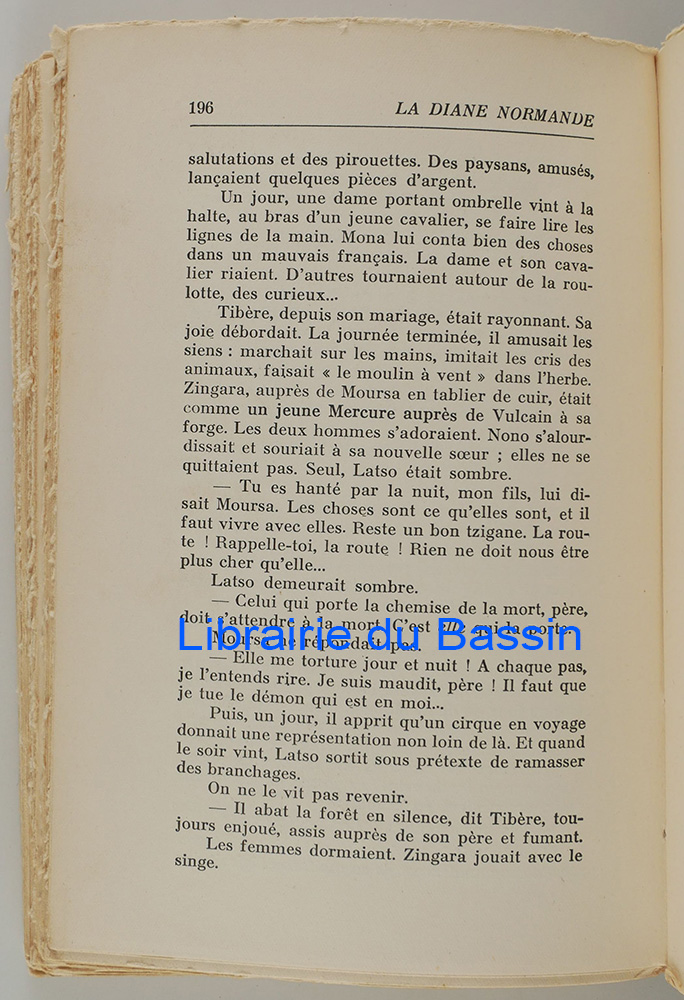 196 LA DIANE NORMANDE
salutations et des pirouettes. Des paysans, amusés,
lançaient quelques pièces d'argent.
Un jour, une dame portant ombrelle vint à la
halte, au bras d'un jeune cavalier, se faire lire les
lignes de la main. Mona lui conta bien des choses
dans un mauvais français. La dame et son cava-
lier riaient. D'autres tournaient autour de la rou-
lotte, des curieux...
Tibère, depuis son mariage, était rayonnant. Sa
joie débordait. La journée terminée, il amusait les
siens : marchait sur les mains, imitait les cris des
animaux, faisait « le moulin à vent » dans l'herbe.
Zingara, auprès de Moursa en tablier de cuir, était
comme un jeune Mercure auprès de Vulcain à sa
forge. Les deux hommes s'adoraient. Nono s'alour-
dissait et souriait à sa nouvelle sœur ; elles ne se
quittaient pas. Seul, Latso était sombre.
— Tu es hanté par la nuit, mon fils, lui di-
sait Moursa. Les choses sont ce qu'elles sont, et il
faut vivre avec elles. Reste un bon tzigane. La rou-
te ! Rappelle-toi, la route ! Rien ne doit nous être
plus cher qu'elle...
Latso demeurait sombre.
— Celui qui porte la chemise de la mort, père,
doit s'attendre à la mort. C'est elle qui la porte.
Librairie du Bassin
Moursa ne répondait pas.
— Elle me torture jour et nuit ! A chaque pas,
je l'entends rire. Je suis maudit, père ! Il faut que
je tue le démon qui est en moi...
Puis, un jour, il apprit qu'un cirque en voyage
donnait une représentation non loin de là. Et quand
le soir vint, Latso sortit sous prétexte de ramasser
des branchages.
On ne le vit pas revenir.
— Il abat la forêt en silence, dit Tibère, tou-
jours enjoué, assis auprès de son père et fumant.
Les femmes dormaient. Zingara jouait avec le
singe.